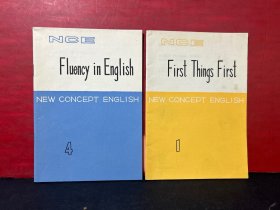 NCE
Fluency in English
NEW CONCEPT ENGLISH
4
NCE
First Things First
NEW CONCEPT ENGLISH
1